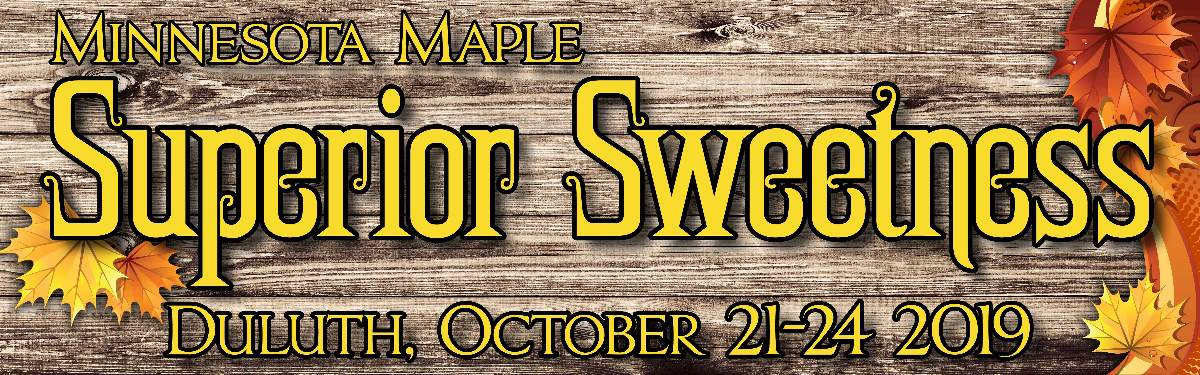 Minnesota Maple
Superior Sweetness
Duluth, October 21-24 2019